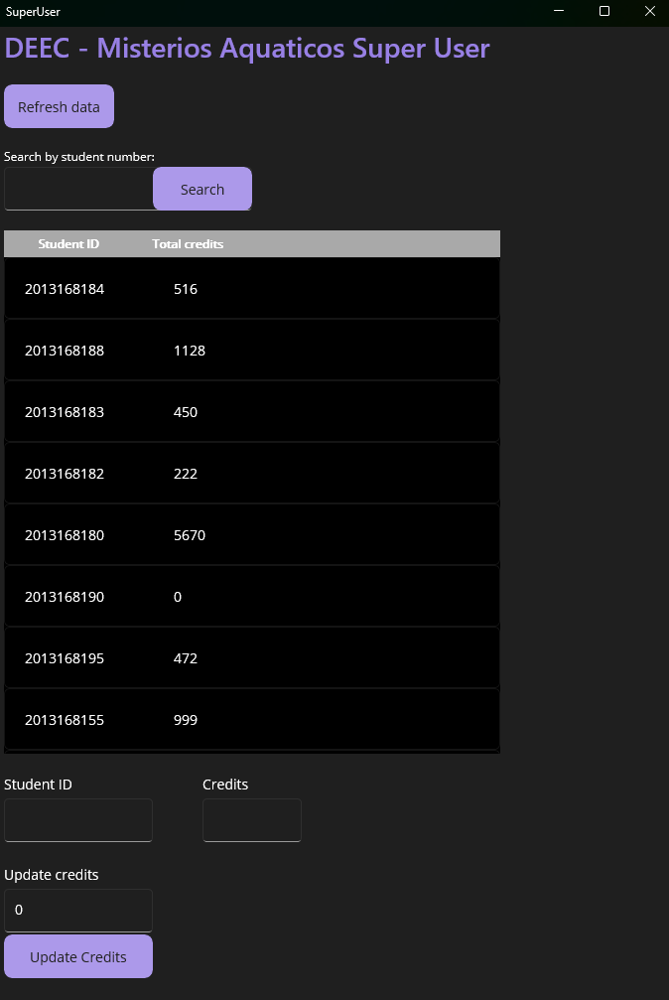 SuperUser
DEEC - Misterios Aquaticos Super User
Refresh data
Search by student number:
Search
Student ID Total credits
2013168184 516
2013168188 1128
2013168183 450
2013168182 222
2013168180 5670
2013168190 0
2013168195 472
2013168155 999
Student ID Credits
Update credits
0
Update Credits